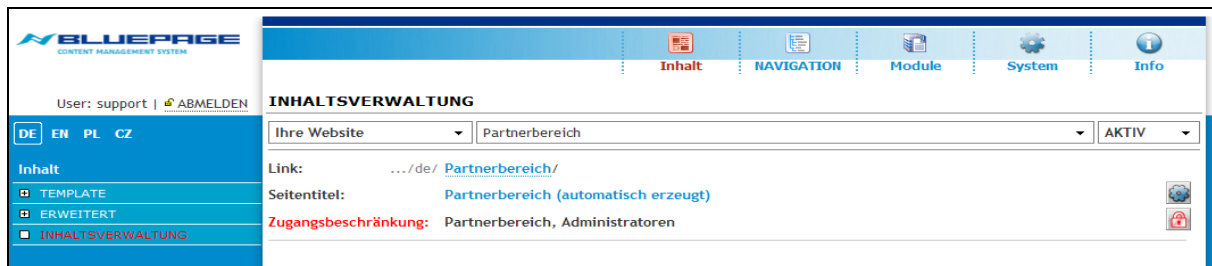 BLUEPAGE
CONTENT MANAGEMENT SYSTEM
Inhalt NAVIGATION Module System Info
User: support | ABMELDEN
INHALTSVERWALTUNG
DE EN PL CZ
Ihre Website Partnerbereich AKTIV
Inhalt
Link: .../de/ Partnerbereich/
TEMPLATE
Seitentitel: Partnerbereich (automatisch erzeugt)
ERWEITERT
Zugangsbeschränkung: Partnerbereich, Administratoren
INHALTSVERWALTUNG